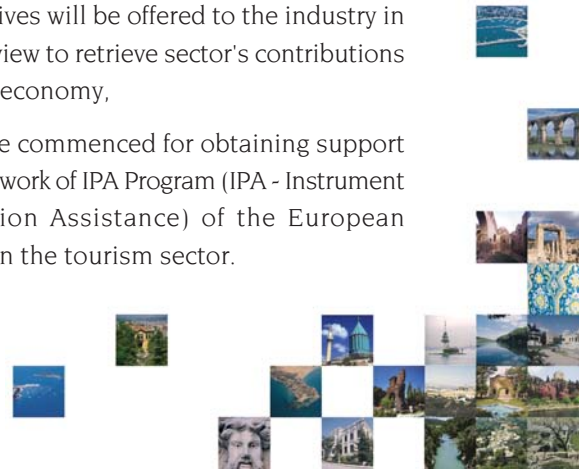 ives will be offered to the industry in
view to retrieve sector's contributions
economy,
e commenced for obtaining support
work of IPA Program (IPA - Instrument
ion Assistance) of the European
n the tourism sector.